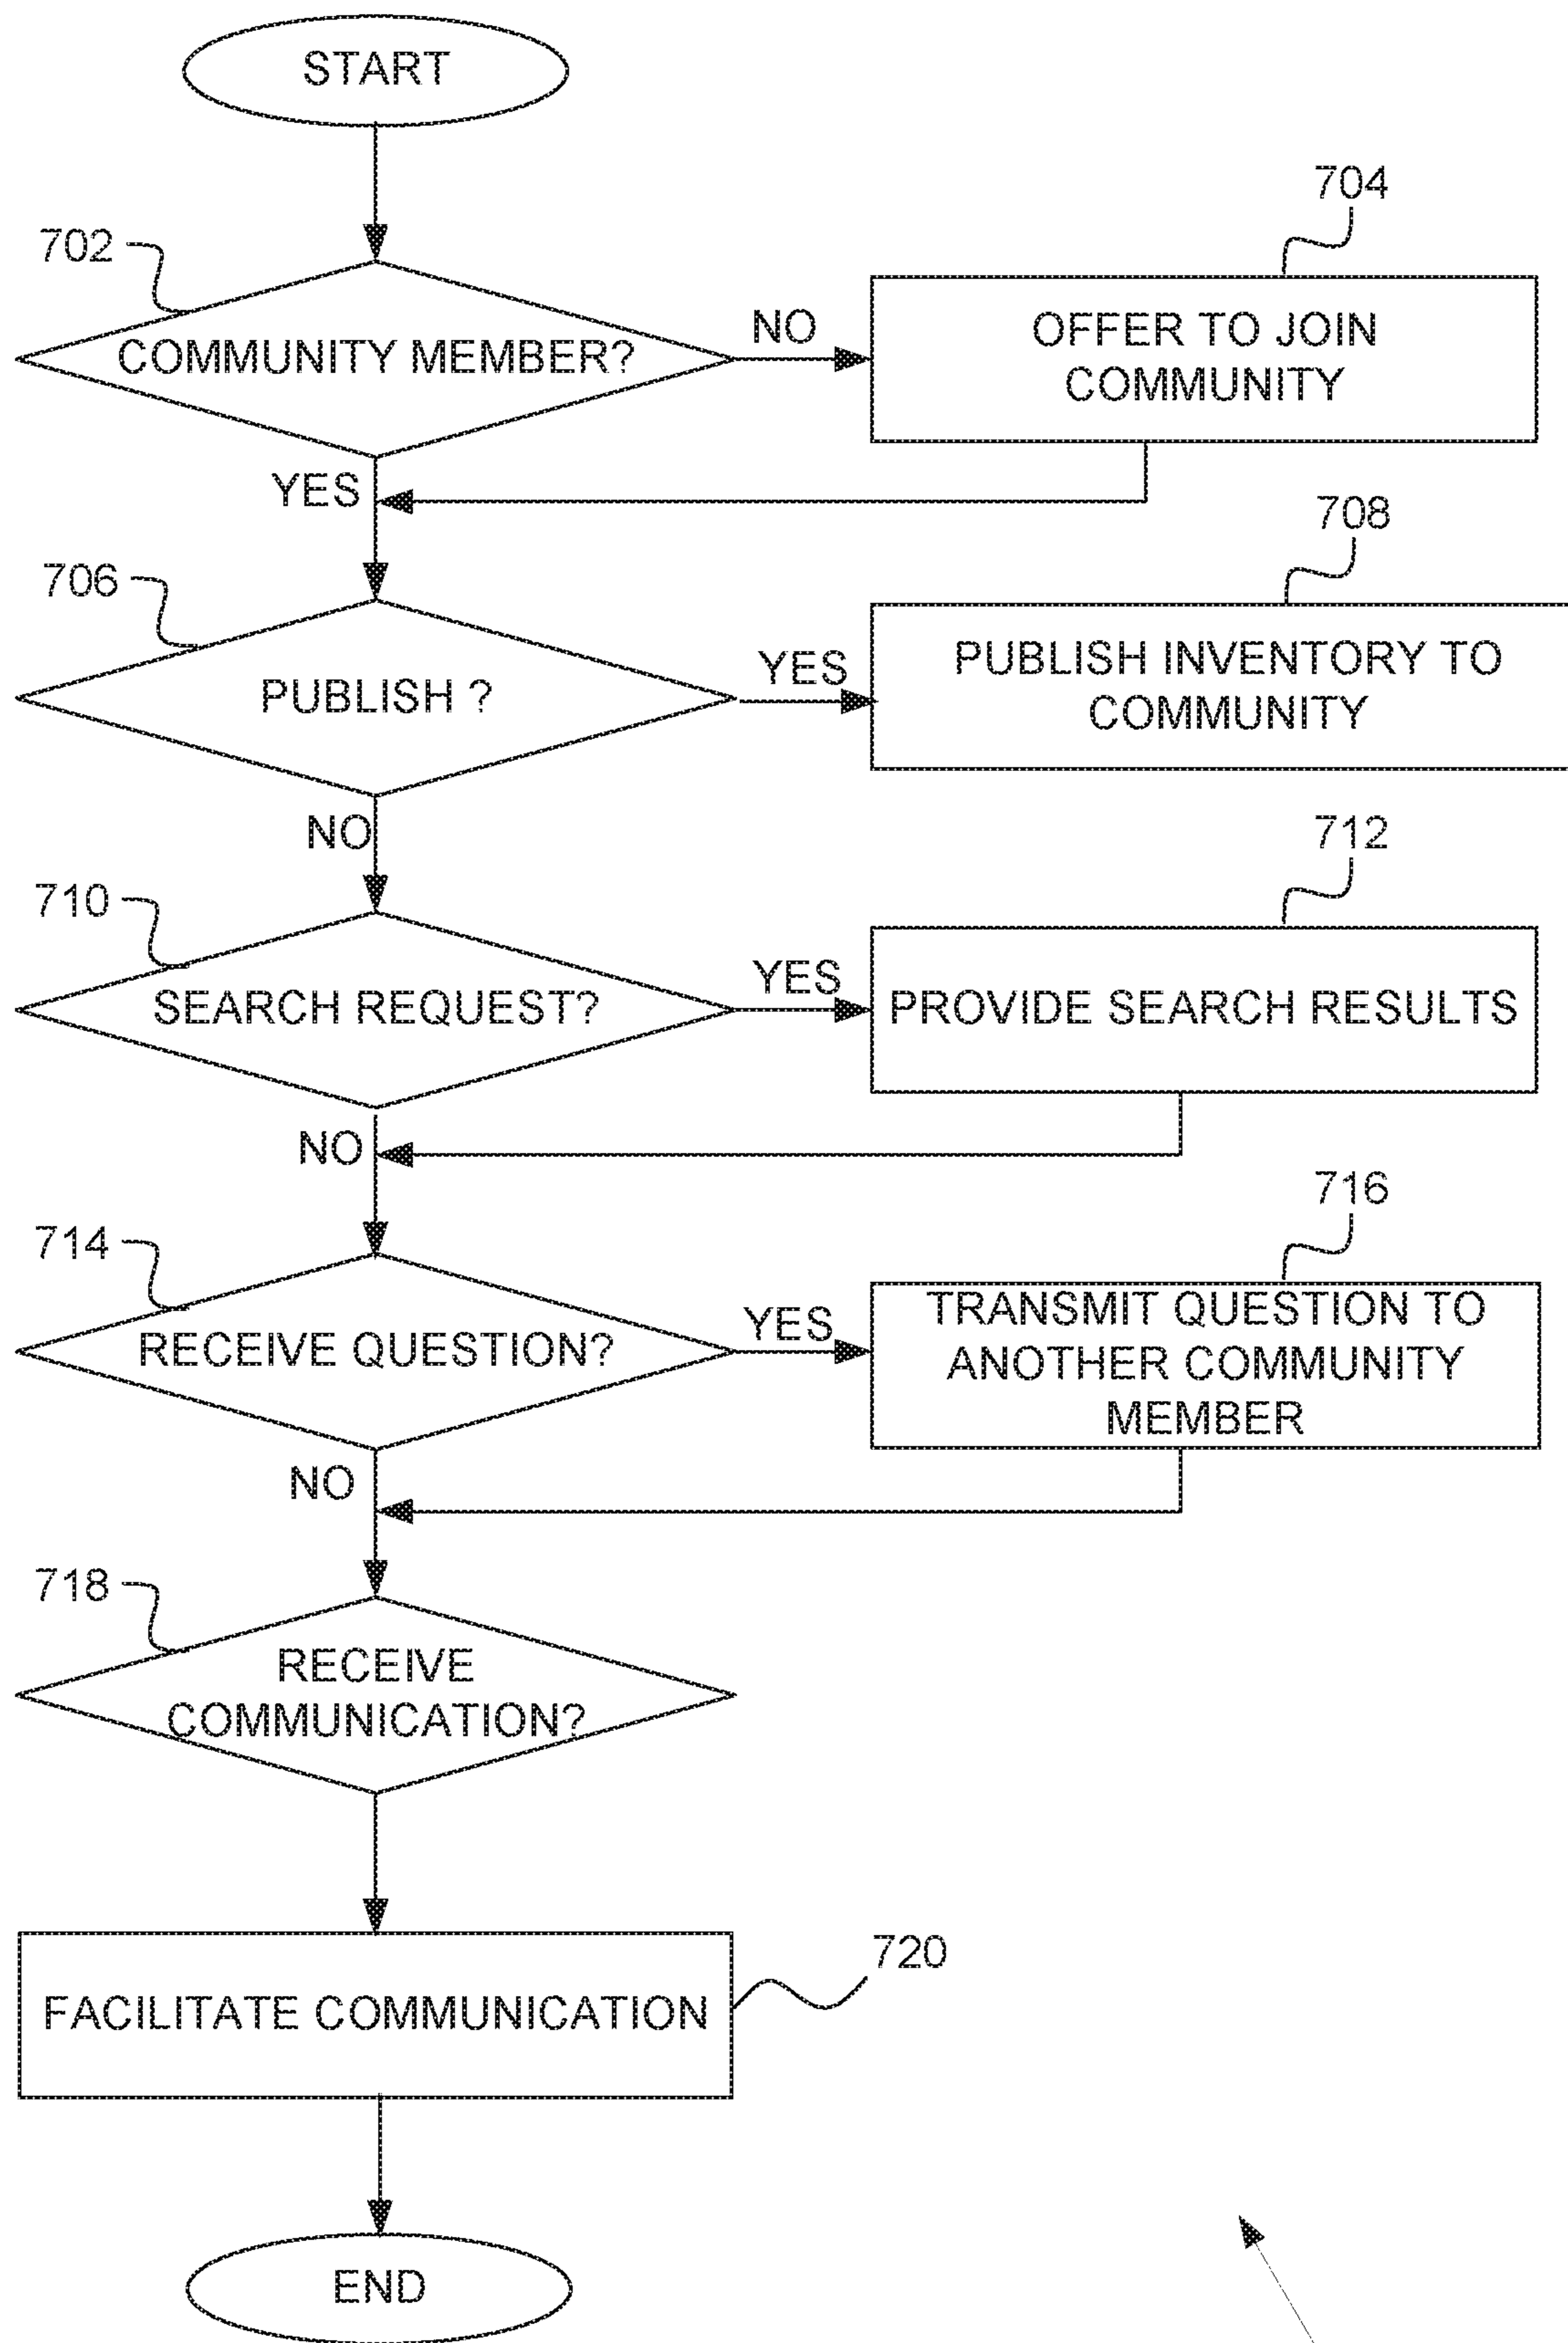 START
704
702
NO
OFFER TO JOIN
COMMUNITY MEMBER?
COMMUNITY
YES
708
706
YES
PUBLISH INVENTORY TO
PUBLISH ?
COMMUNITY
NO
712
710
YES
SEARCH REQUEST?
PROVIDE SEARCH RESULTS
NO
716
714
YES
TRANSMIT QUESTION TO
RECEIVE QUESTION?
ANOTHER COMMUNITY
MEMBER
NO
718
RECEIVE
COMMUNICATION?
720
FACILITATE COMMUNICATION
END